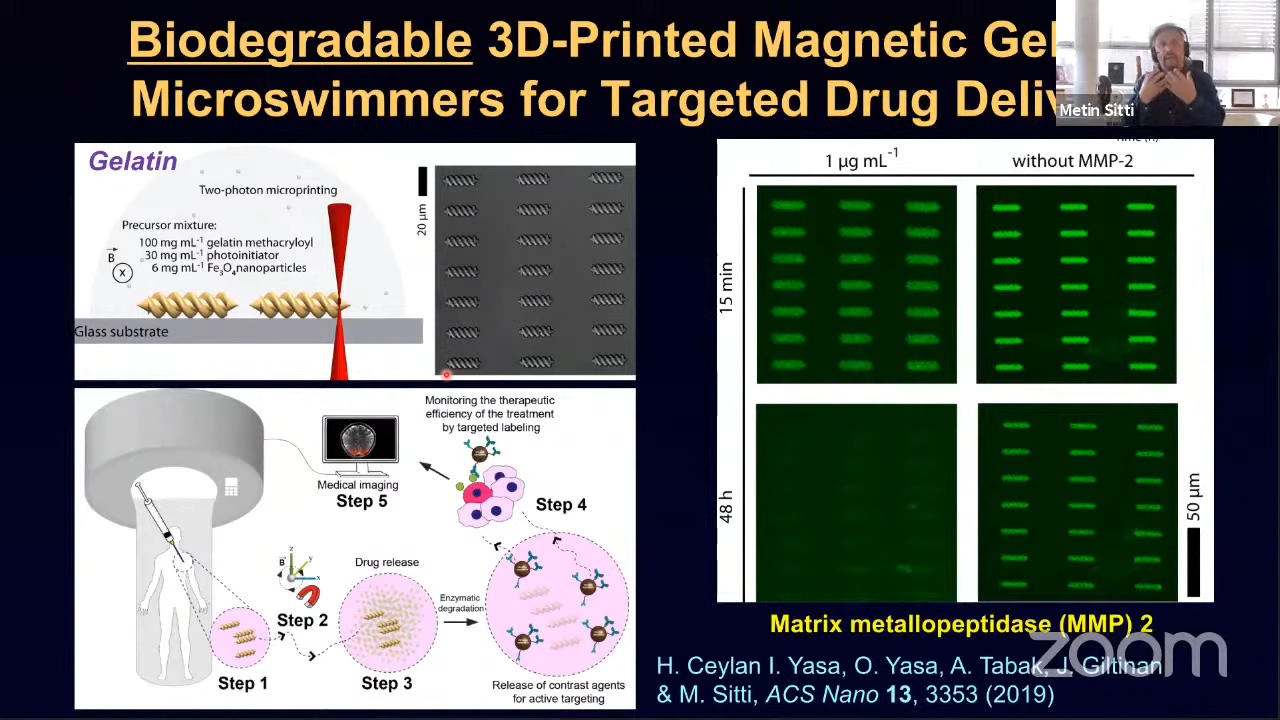 Biodegradable 3D-Printed Magnetic Gel
Microswimmers for Targeted Drug Deliv
Metin Sitti
Gelatin
Two-photon microprinting
Precursor mixture:
100 mg mL-1 gelatin methacryloyl
30 mg mL-1 photoinitiator
6 mg mL-1 Fe3O4 nanoparticles
B
X
Glass substrate
20 µm
1 µg mL-1
without MMP-2
15 min
48 h
50 µm
Monitoring the therapeutic
efficiency of the treatment
by targeted labeling
Medical imaging
Step 5
Step 4
B
z
y
x
Drug release
Step 2
Enzymatic
degradation
Step 1
Step 3
Release of contrast agents
for active targeting
Matrix metallopeptidase (MMP) 2
zoom
H. Ceylan I. Yasa, O. Yasa, A. Tabak, J. Giltinan
& M. Sitti, ACS Nano 13, 3353 (2019)